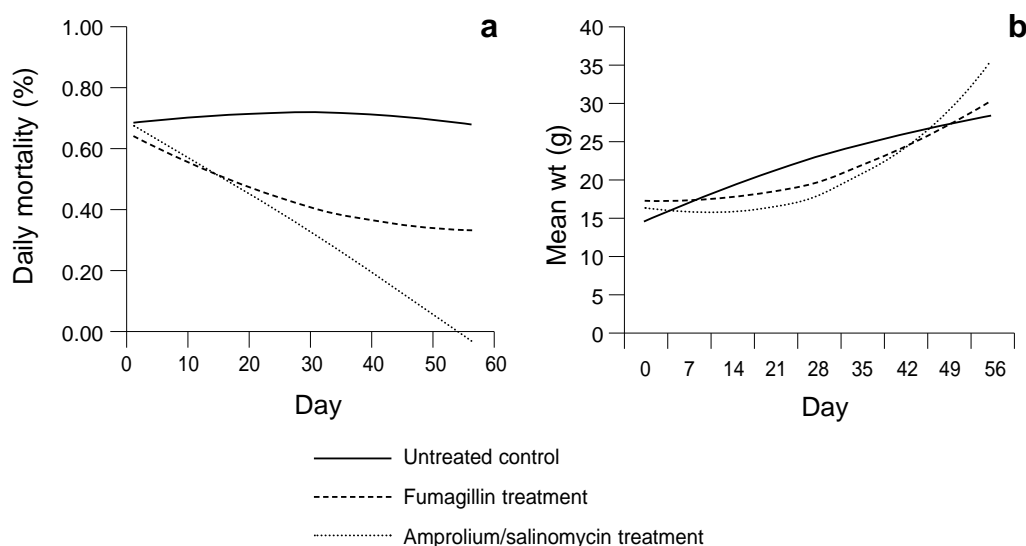 a
Daily mortality (%)
1.00
0.80
0.60
0.40
0.20
0.00
0 10 20 30 40 50 60
Day
b
Mean wt (g)
40
35
30
25
20
15
10
5
0
0 7 14 21 28 35 42 49 56
Day
Untreated control
Fumagillin treatment
Amprolium/salinomycin treatment